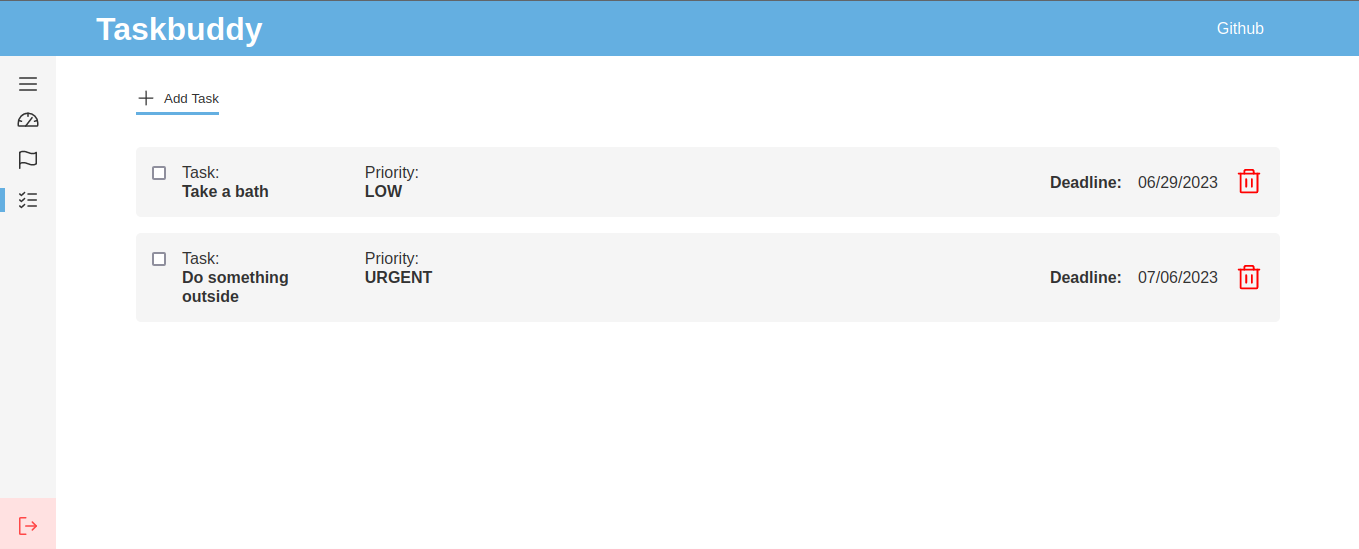 Taskbuddy
Github
Add Task
Task:
Take a bath
Priority:
LOW
Deadline: 06/29/2023
Task:
Do something
outside
Priority:
URGENT
Deadline: 07/06/2023